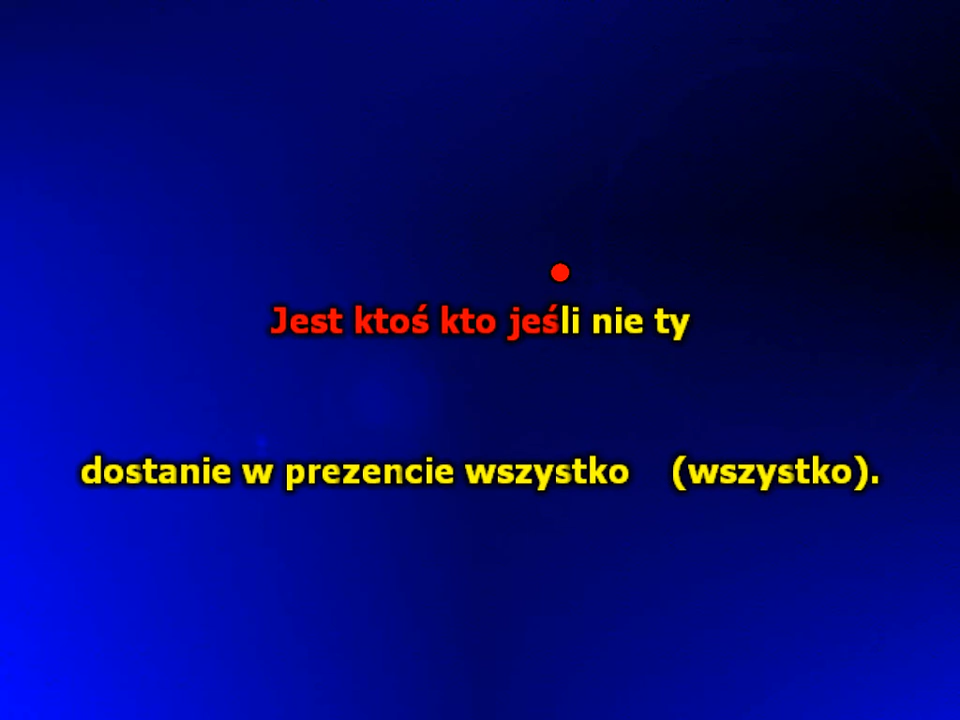 Jest ktoś kto jeśli nie ty
dostanie w prezencie wszystko (wszystko).